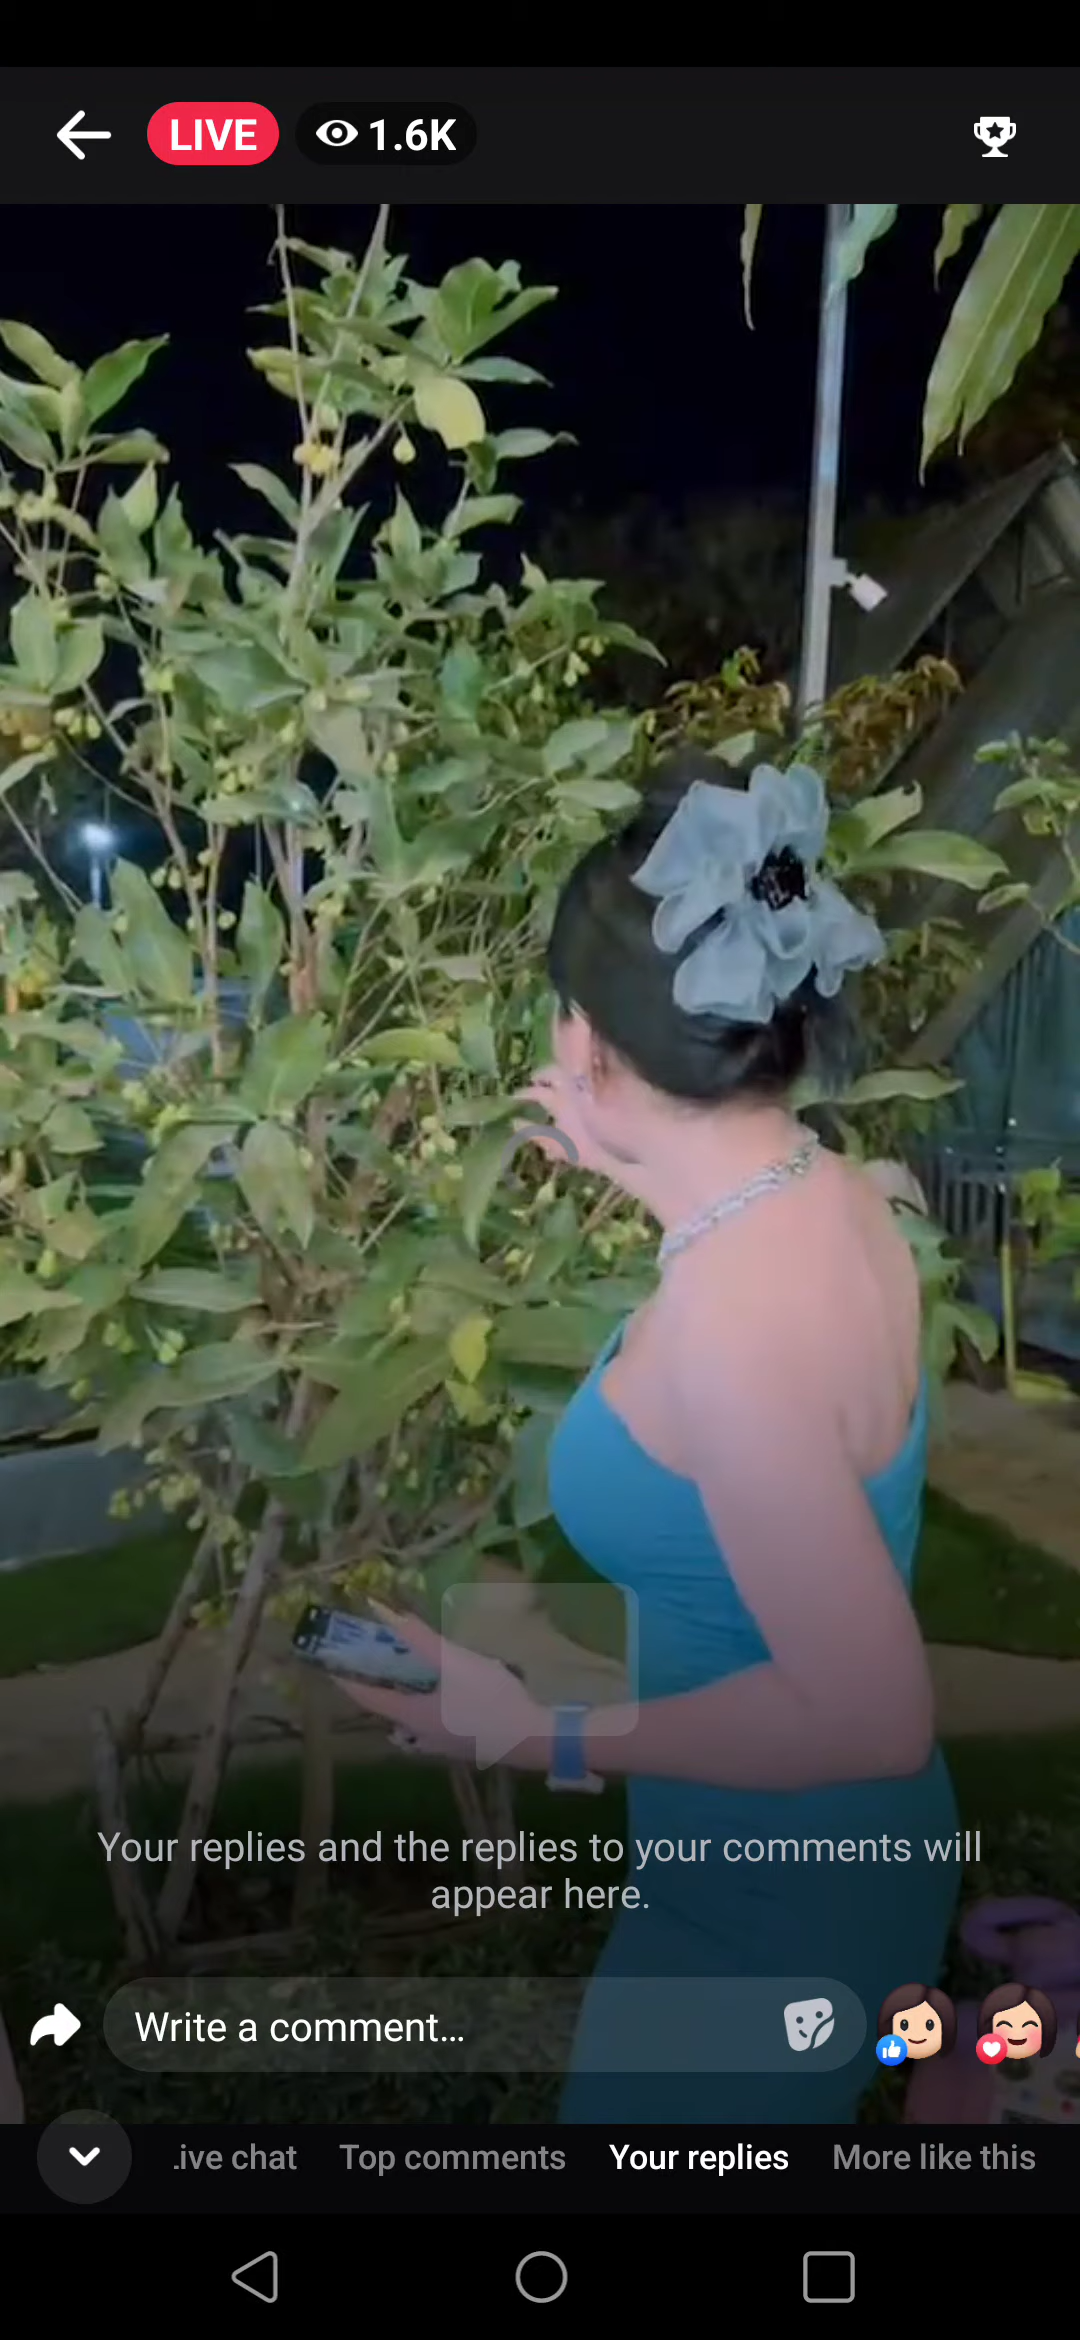 LIVE 1.6K
Your replies and the replies to your comments will
appear here.
Write a comment...
.ive chat Top comments Your replies More like this